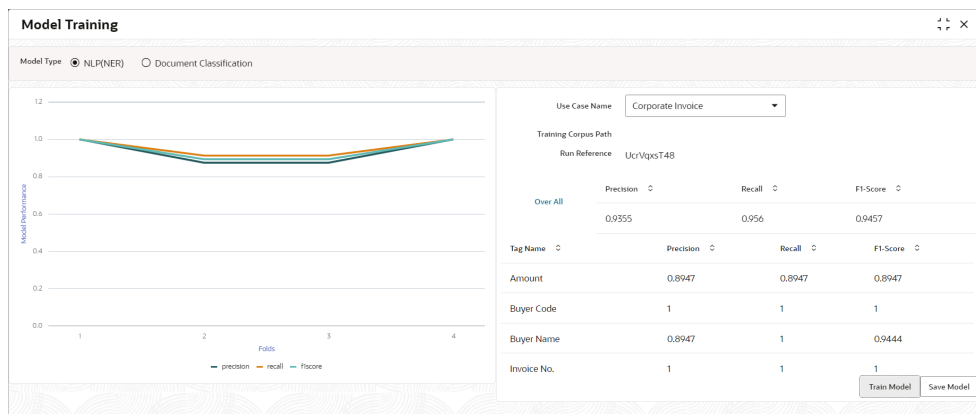 Model Training
Model Type NLP(NER) Document Classification
1.2
1.0
0.8
0.6
0.4
0.2
0.0
Model Performance
1 2 3 4
Folds
precision recall f1score
Use Case Name Corporate Invoice
Training Corpus Path
Run Reference UcrVqxsT48
Over All
Precision Recall F1-Score
0.9355 0.956 0.9457
Tag Name Precision Recall F1-Score
Amount 0.8947 0.8947 0.8947
Buyer Code 1 1 1
Buyer Name 0.8947 1 0.9444
Invoice No. 1 1 1
Train Model Save Model